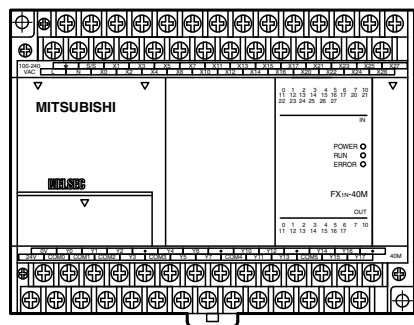 100-240
VAC
S/S X1 X3 X5 X7 X11 X13 X15 X17 X21 X23 X25 X27
L N X0 X2 X4 X6 X10 X12 X14 X16 X20 X22 X24 X26
MITSUBISHI
0 1 2 3 4 5 6 7 10
11 12 13 14 15 16 17 20 21
22 23 24 25 26 27
IN
POWER
RUN
ERROR
MELSEC
FX1N-40M
OUT
0 1 2 3 4 5 6 7 10
11 12 13 14 15 16 17
0V Y0 Y1 Y2 Y4 Y6 Y10 Y12 Y14 Y16
24V COM0 COM1 COM2 Y3 COM3 Y5 Y7 COM4 Y11 Y13 COM5 Y15 Y17
40M